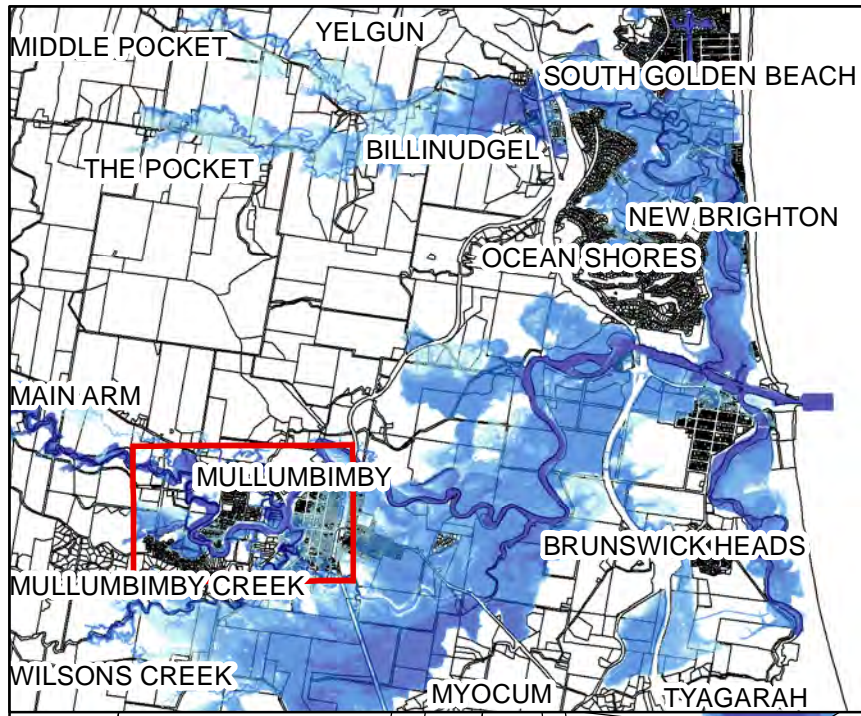 YELGUN
MIDDLE POCKET
SOUTH GOLDEN BEACH
BILLINUDGEL
THE POCKET
NEW BRIGHTON
OCEAN SHORES
MAIN ARM
MULLUMBIMBY
BRUNSWICK HEADS
MULLUMBIMBY CREEK
WILSONS CREEK
MYOCUM
TYAGARAH